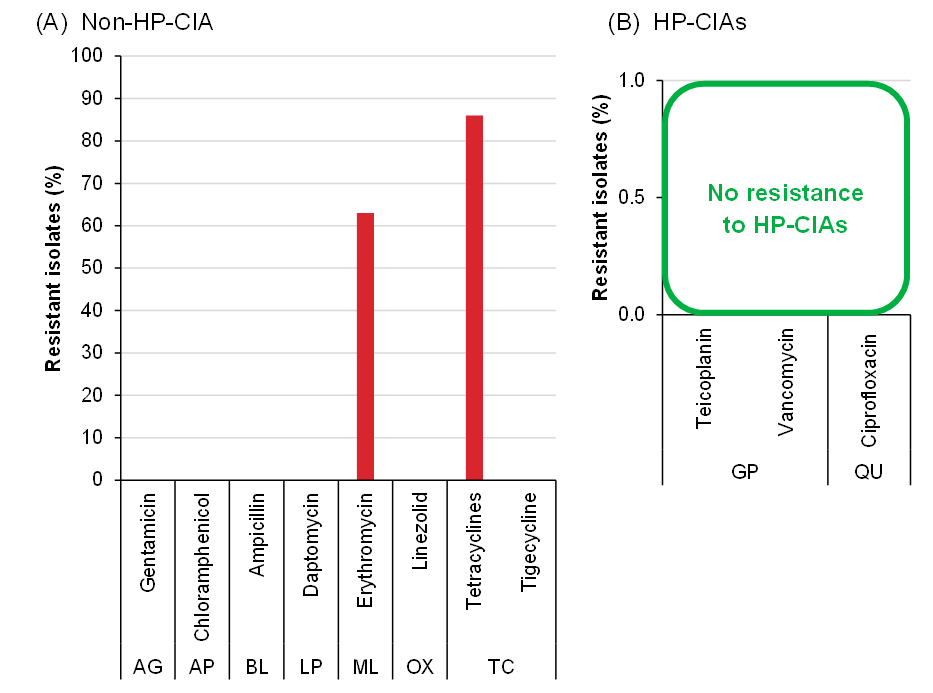 (A) Non-HP-CIA
Resistant isolates (%)
100
90
80
70
60
50
40
30
20
10
0
Gentamicin
Chloramphenicol
Ampicillin
Daptomycin
Erythromycin
Linezolid
Tetracyclines
Tigecycline
AG
AP
BL
LP
ML
OX
TC
(B) HP-CIAs
Resistant isolates (%)
1.0
0.5
0.0
No resistance
to HP-CIAs
Teicoplanin
Vancomycin
Ciprofloxacin
GP
QU